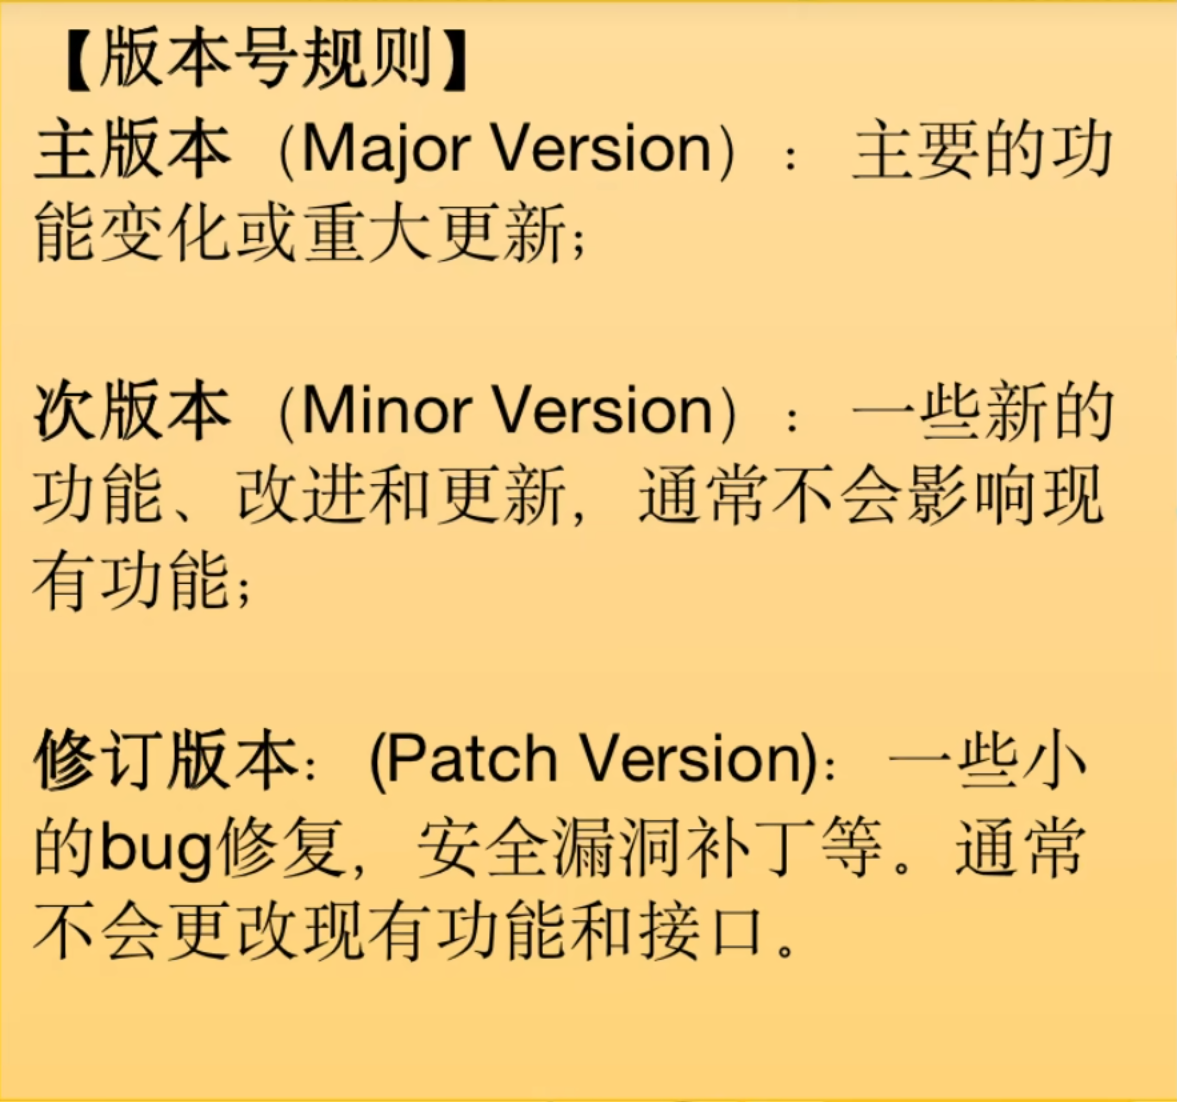 【版本号规则】
主版本（Major Version）： 主要的功
能变化或重大更新；
次版本（Minor Version）： 一些新的
功能、改进和更新，通常不会影响现
有功能；
修订版本：(Patch Version)： 一些小
的bug修复，安全漏洞补丁等。通常
不会更改现有功能和接口。